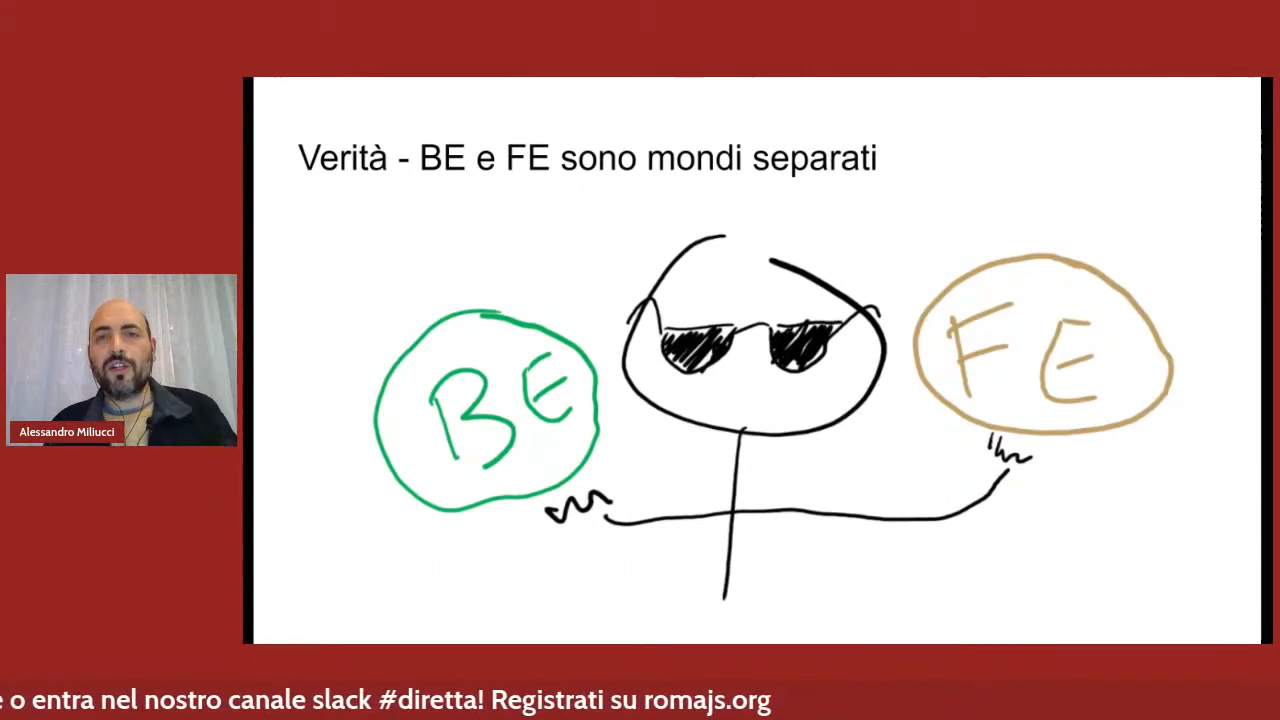 Verità - BE e FE sono mondi separati
BE
FE
Alessandro Miliucci
e o entra nel nostro canale slack #diretta! Registrati su romajs.org